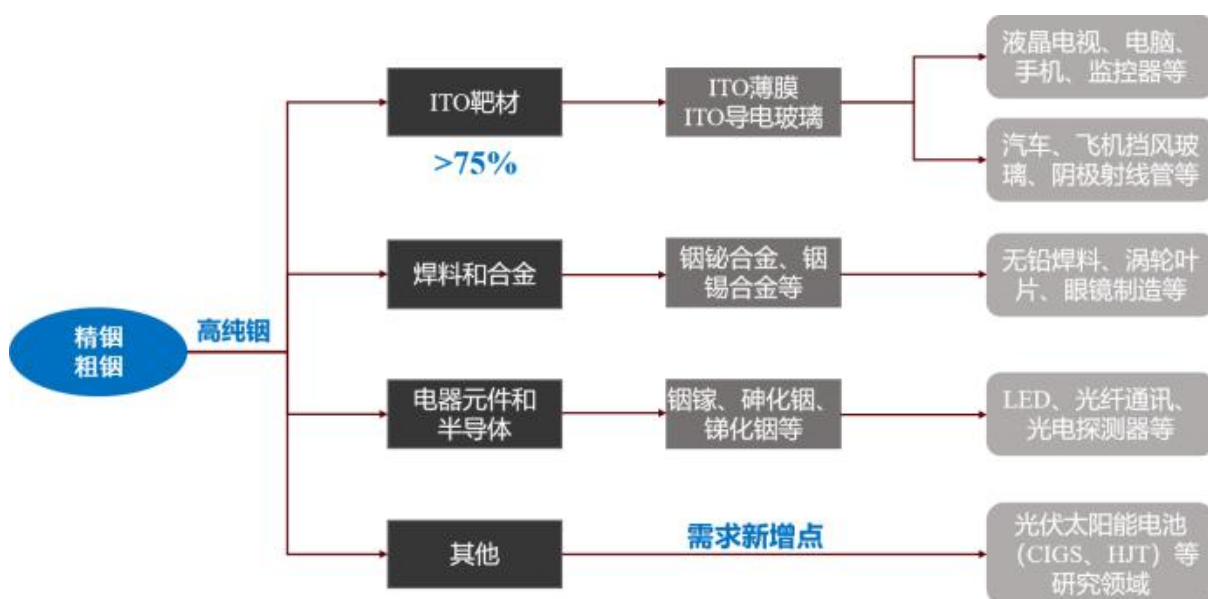 精铟
粗铟
高纯铟
ITO靶材
>75%
ITO薄膜
ITO导电玻璃
液晶电视、电脑、
手机、监控器等
汽车、飞机挡风玻
璃、阴极射线管等
焊料和合金
铟铋合金、铟
锡合金等
无铅焊料、涡轮叶
片、眼镜制造等
电器元件和
半导体
铟镓、砷化铟、
锑化铟等
LED、光纤通讯、
光电探测器等
其他
需求新增点
光伏太阳能电池
（CIGS、HJT）等
研究领域